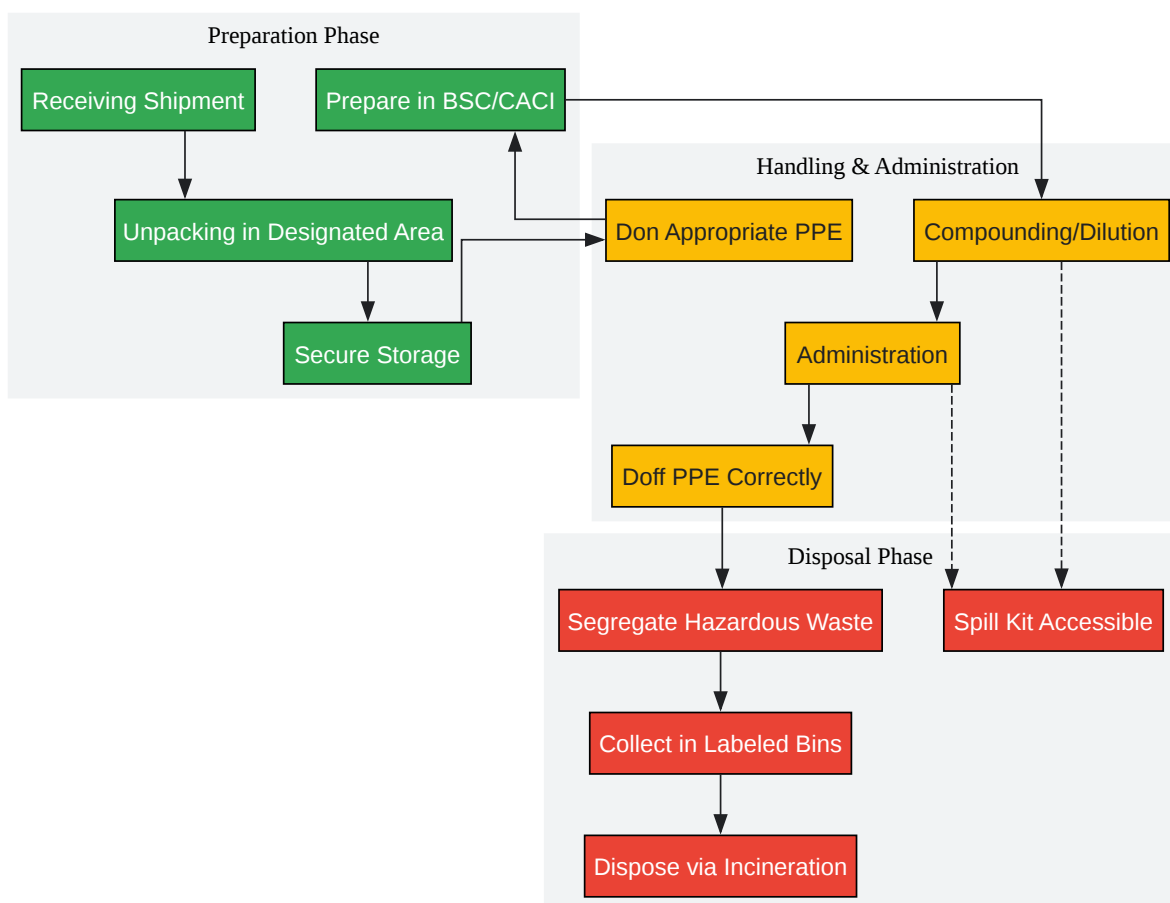 Preparation Phase
Receiving Shipment
Prepare in BSC/CACI
Handling & Administration
Unpacking in Designated Area
Don Appropriate PPE
Compounding/Dilution
Secure Storage
Administration
Doff PPE Correctly
Disposal Phase
Segregate Hazardous Waste
Spill Kit Accessible
Collect in Labeled Bins
Dispose via Incineration